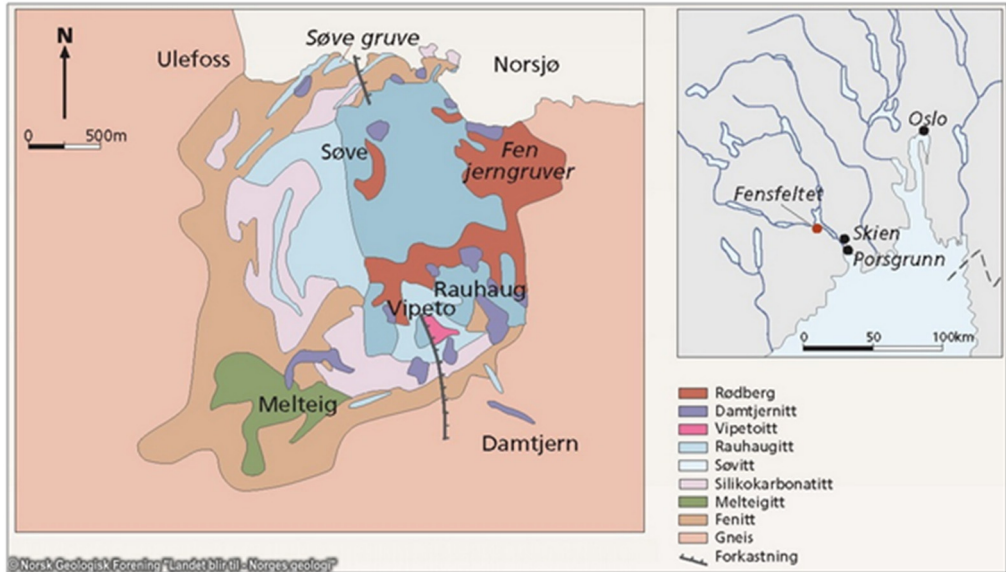 N
0 500m
Ulefoss
Søve gruve
Norsjø
Søve
Fen
jerngruver
Rauhaug
Vipeto
Melteig
Damtjern
Oslo
Fensfeltet
Skien
Porsgrunn
0 50 100km
Rødberg
Damtjernitt
Vipetoitt
Rauhaugitt
Søvitt
Silikokarbonatitt
Melteigitt
Fenitt
Gneis
Forkastning
© Norsk Geologisk Forening "Landet blir til - Norges geologi"